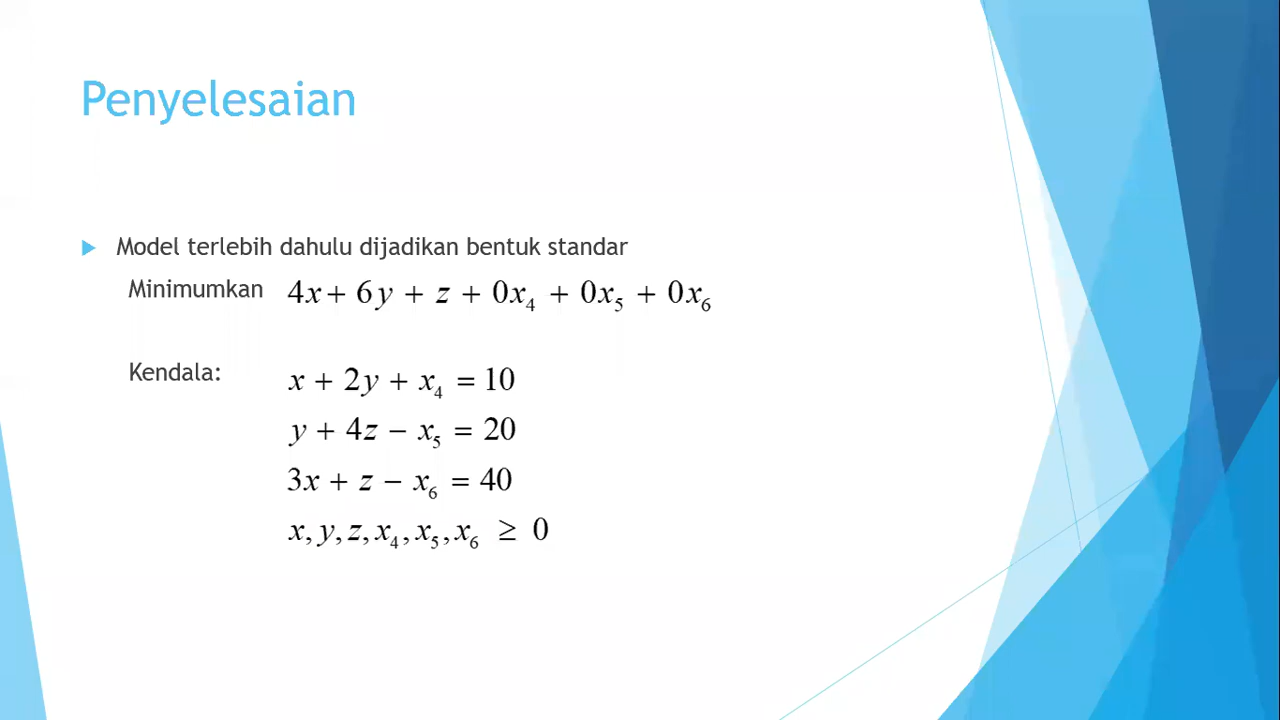 Penyelesaian
Model terlebih dahulu dijadikan bentuk standar
Minimumkan 4x + 6y + z + 0x₄ + 0x₅ + 0x₆
Kendala: x + 2y + x₄ = 10
y + 4z − x₅ = 20
3x + z − x₆ = 40
x, y, z, x₄, x₅, x₆ ≥ 0